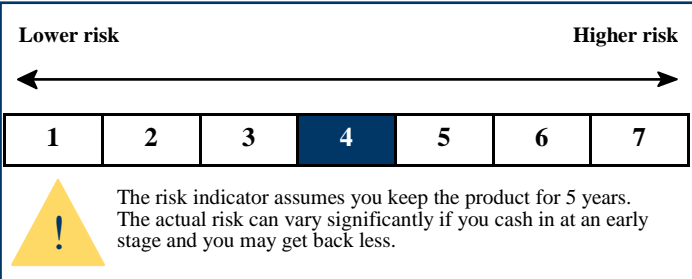 Lower risk Higher risk
1 2 3 4 5 6 7
!
The risk indicator assumes you keep the product for 5 years.
The actual risk can vary significantly if you cash in at an early
stage and you may get back less.